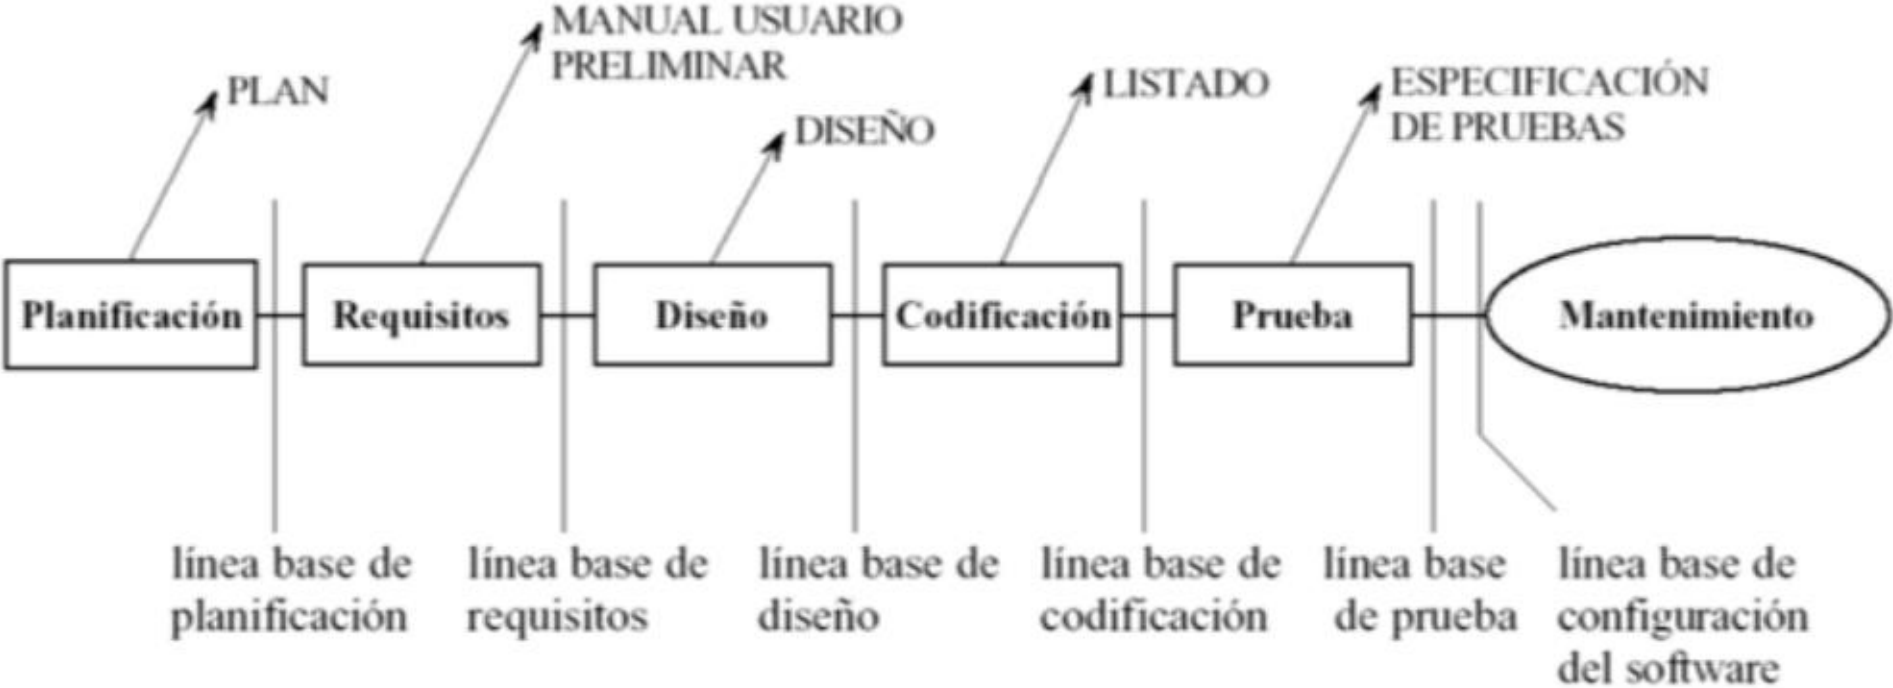 MANUAL USUARIO
PRELIMINAR
PLAN
LISTADO
ESPECIFICACIÓN
DE PRUEBAS
DISEÑO
Planificación
Requisitos
Diseño
Codificación
Prueba
Mantenimiento
línea base de
planificación
línea base de
requisitos
línea base de
diseño
línea base de
codificación
línea base
de prueba
línea base de
configuración
del software